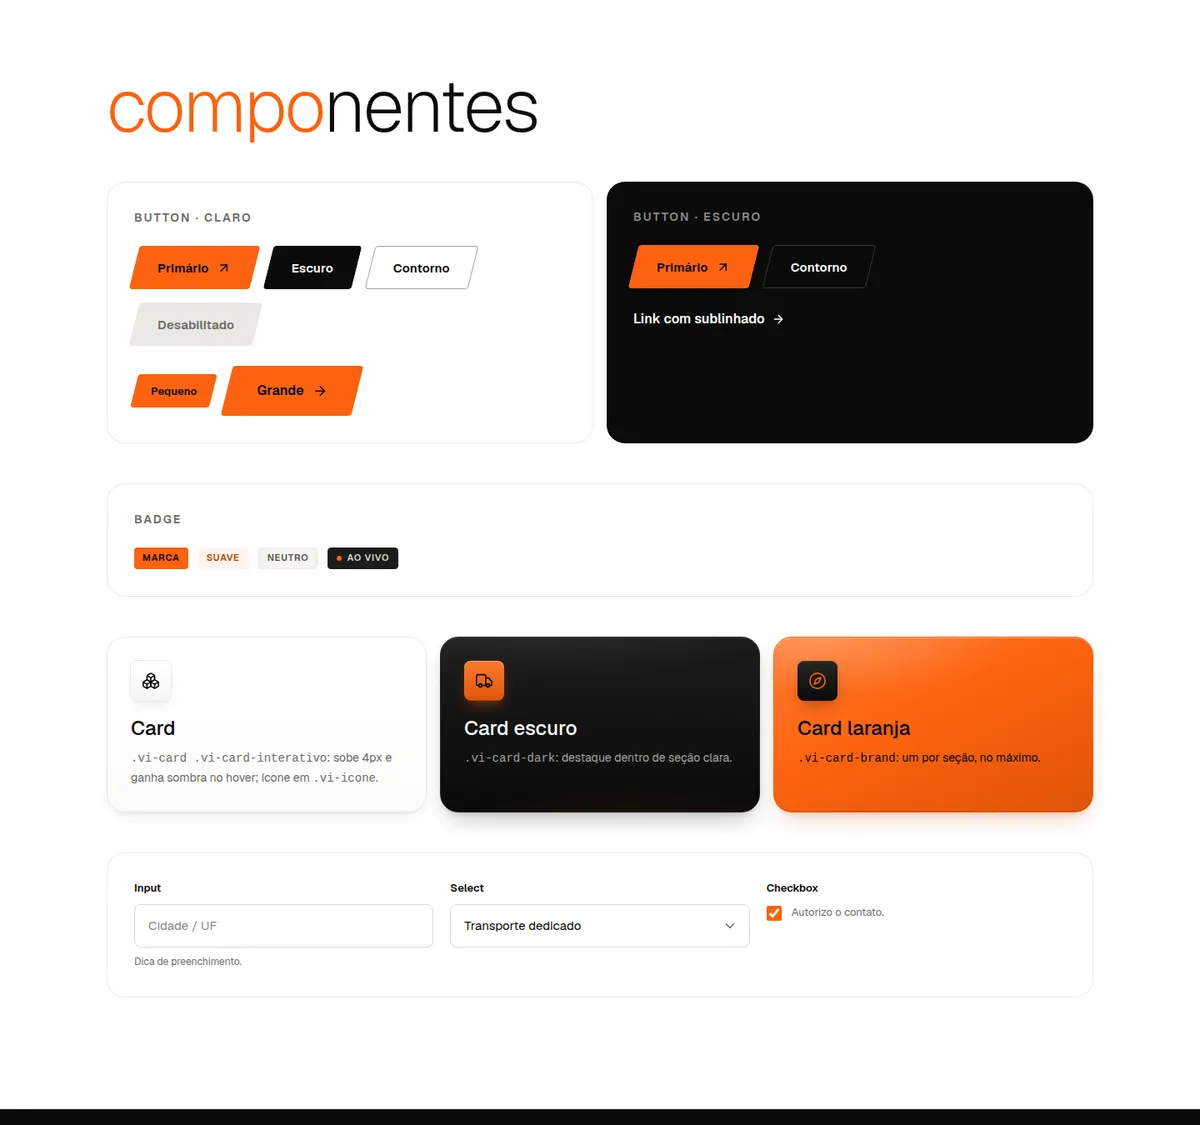 componentes
BUTTON · CLARO
Primário
Escuro
Contorno
Desabilitado
Pequeno
Grande
BUTTON · ESCURO
Primário
Contorno
Link com sublinhado
BADGE
MARCA
SUAVE
NEUTRO
AO VIVO
Card
.vi-card .vi-card-interativo: sobe 4px e
ganha sombra no hover; ícone em .vi-icone.
Card escuro
.vi-card-dark: destaque dentro de seção clara.
Card laranja
.vi-card-brand: um por seção, no máximo.
Input
Cidade / UF
Dica de preenchimento.
Select
Transporte dedicado
Checkbox
Autorizo o contato.